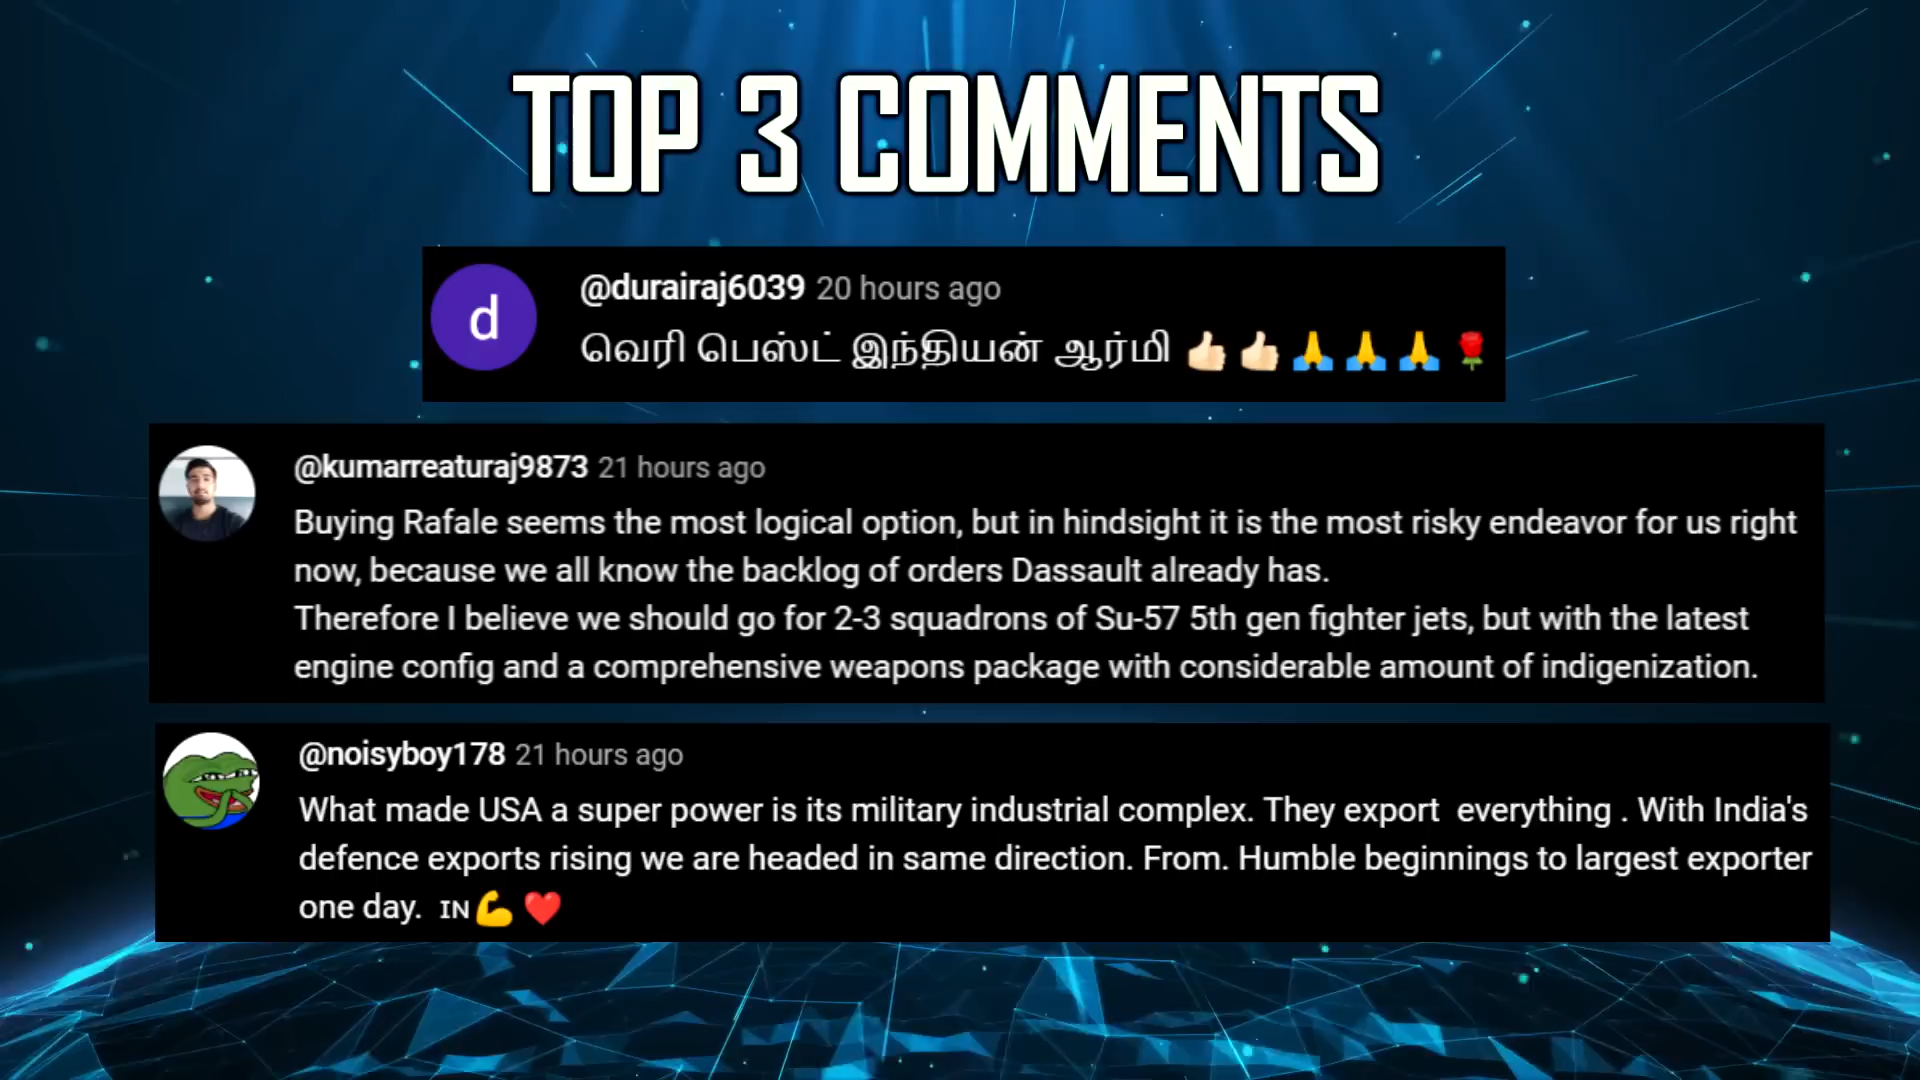 TOP 3 COMMENTS
d
@durairaj6039 20 hours ago
வெரி பெஸ்ட் இந்தியன் ஆர்மி 👍🏻👍🏻🙏🙏🙏🌹
@kumarreaturaj9873 21 hours ago
Buying Rafale seems the most logical option, but in hindsight it is the most risky endeavor for us right
now, because we all know the backlog of orders Dassault already has.
Therefore I believe we should go for 2-3 squadrons of Su-57 5th gen fighter jets, but with the latest
engine config and a comprehensive weapons package with considerable amount of indigenization.
@noisyboy178 21 hours ago
What made USA a super power is its military industrial complex. They export  everything . With India's
defence exports rising we are headed in same direction. From. Humble beginnings to largest exporter
one day.  IN💪❤️